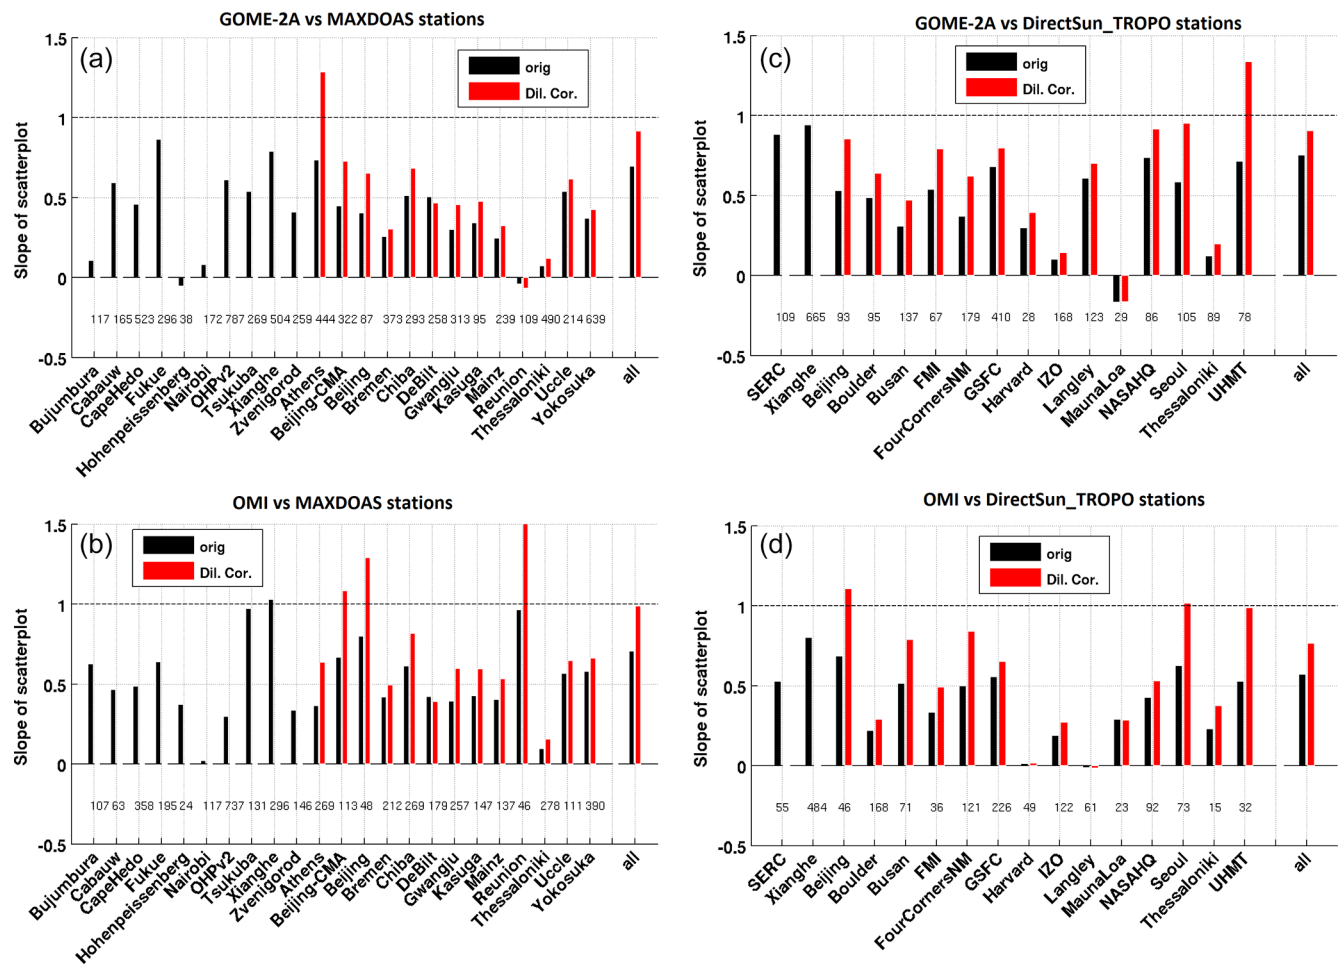 GOME-2A vs MAXDOAS stations
(a)
orig
Dil. Cor.
Slope of scatterplot
1.5
1
0.5
0
-0.5
117 165 523 296 38 172 787 269 504 259 444 322 87 373 293 258 313 95 239 109 490 214 639
Bujumbura
Cabauw
CapeHedo
Fukue
Hohenpeissenberg
Nairobi
OHPv2
Tsukuba
Xianghe
Zvenigorod
Athens
Beijing-CMA
Beijing
Bremen
Chiba
DeBilt
Gwangju
Kasuga
Mainz
Reunion
Thessaloniki
Uccle
Yokosuka
all
GOME-2A vs DirectSun_TROPO stations
(c)
orig
Dil. Cor.
Slope of scatterplot
1.5
1
0.5
0
-0.5
109 665 93 95 137 67 179 410 28 168 123 29 86 105 89 78
SERC
Xianghe
Beijing
Boulder
Busan
FMI
FourCornersNM
GSFC
Harvard
IZO
Langley
MaunaLoa
NASAHQ
Seoul
Thessaloniki
UHMT
all
OMI vs MAXDOAS stations
(b)
orig
Dil. Cor.
Slope of scatterplot
1.5
1
0.5
0
-0.5
107 63 358 195 24 117 737 131 296 146 269 113 48 212 269 179 257 147 137 46 278 111 390
Bujumbura
Cabauw
CapeHedo
Fukue
Hohenpeissenberg
Nairobi
OHPv2
Tsukuba
Xianghe
Zvenigorod
Athens
Beijing-CMA
Beijing
Bremen
Chiba
DeBilt
Gwangju
Kasuga
Mainz
Reunion
Thessaloniki
Uccle
Yokosuka
all
OMI vs DirectSun_TROPO stations
(d)
orig
Dil. Cor.
Slope of scatterplot
1.5
1
0.5
0
-0.5
55 484 46 168 71 36 121 226 49 122 61 23 92 73 15 32
SERC
Xianghe
Beijing
Boulder
Busan
FMI
FourCornersNM
GSFC
Harvard
IZO
Langley
MaunaLoa
NASAHQ
Seoul
Thessaloniki
UHMT
all